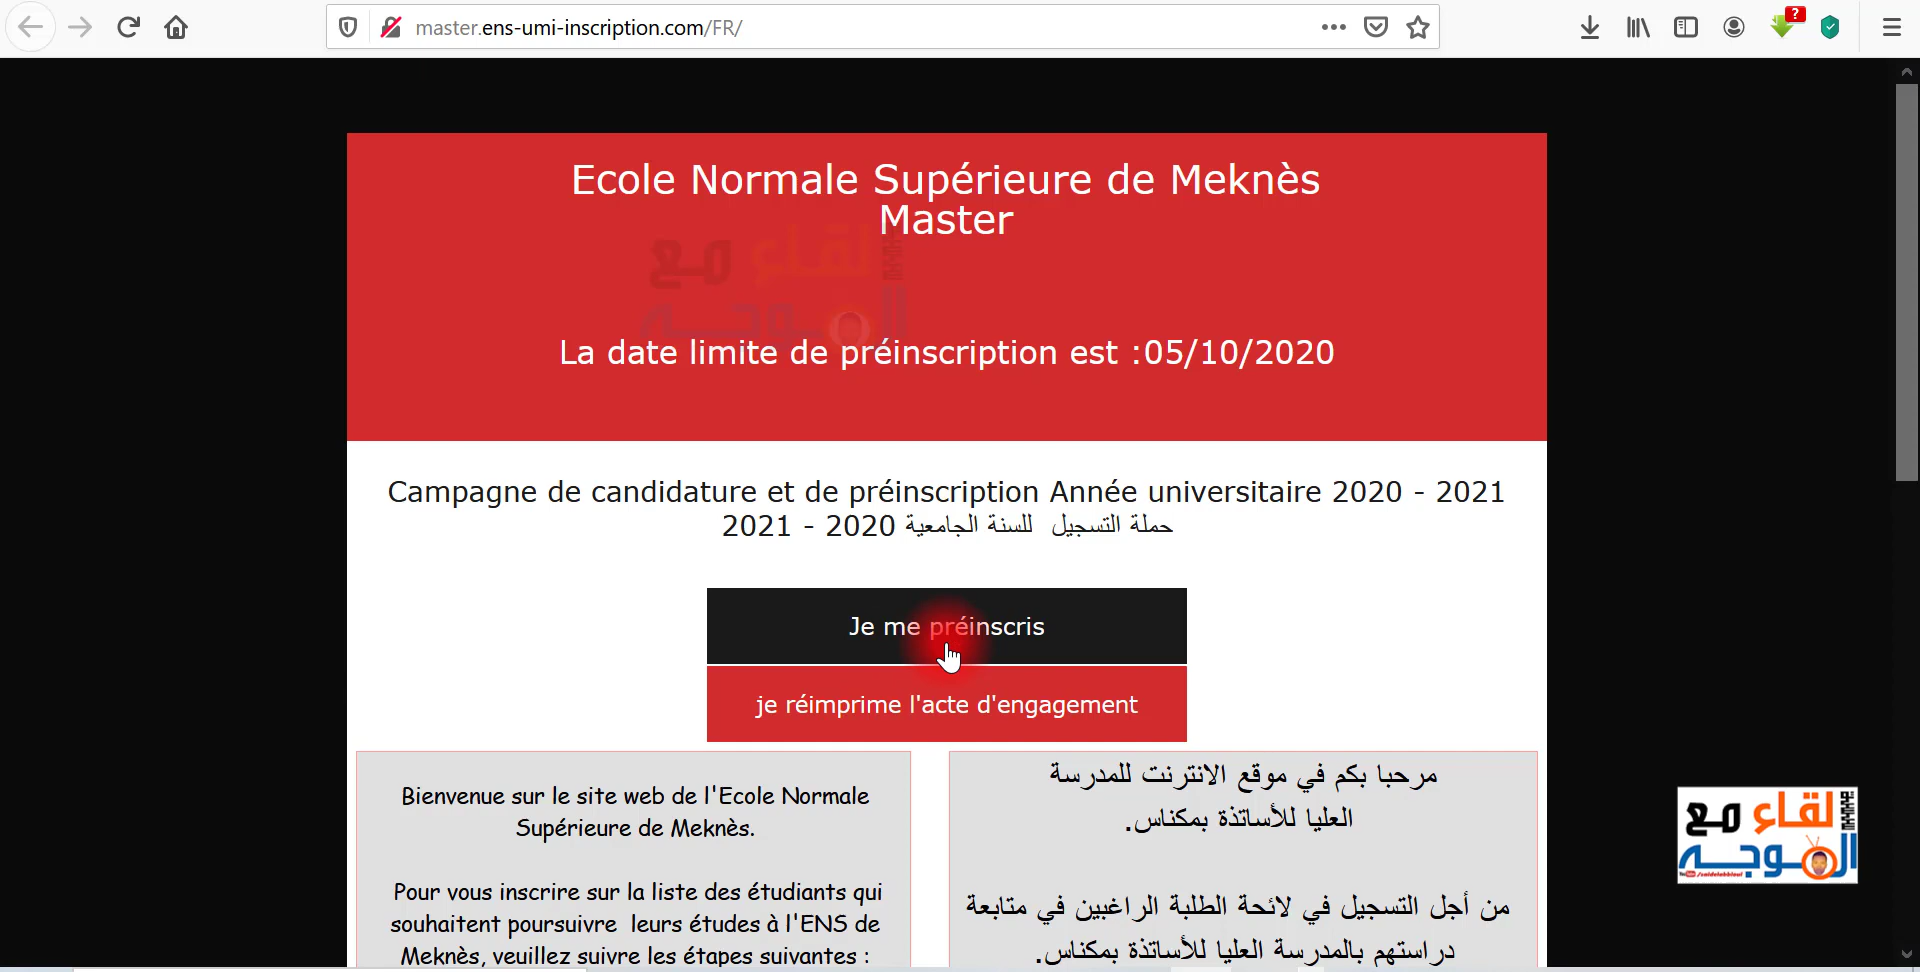 master.ens-umi-inscription.com/FR/
?
Ecole Normale Supérieure de Meknès
Master
لقاء مع
الموجه
La date limite de préinscription est :05/10/2020
Campagne de candidature et de préinscription Année universitaire 2020 - 2021
حملة التسجيل للسنة الجامعية 2020 - 2021
Je me préinscris
je réimprime l'acte d'engagement
Bienvenue sur le site web de l'Ecole Normale
Supérieure de Meknès.
Pour vous inscrire sur la liste des étudiants qui
souhaitent poursuivre leurs études à l'ENS de
Meknès, veuillez suivre les étapes suivantes :
مرحبا بكم في موقع الانترنت للمدرسة
العليا للأساتذة بمكناس.
من أجل التسجيل في لائحة الطلبة الراغبين في متابعة
دراستهم بالمدرسة العليا للأساتذة بمكناس.
لقاء مع
الموجه